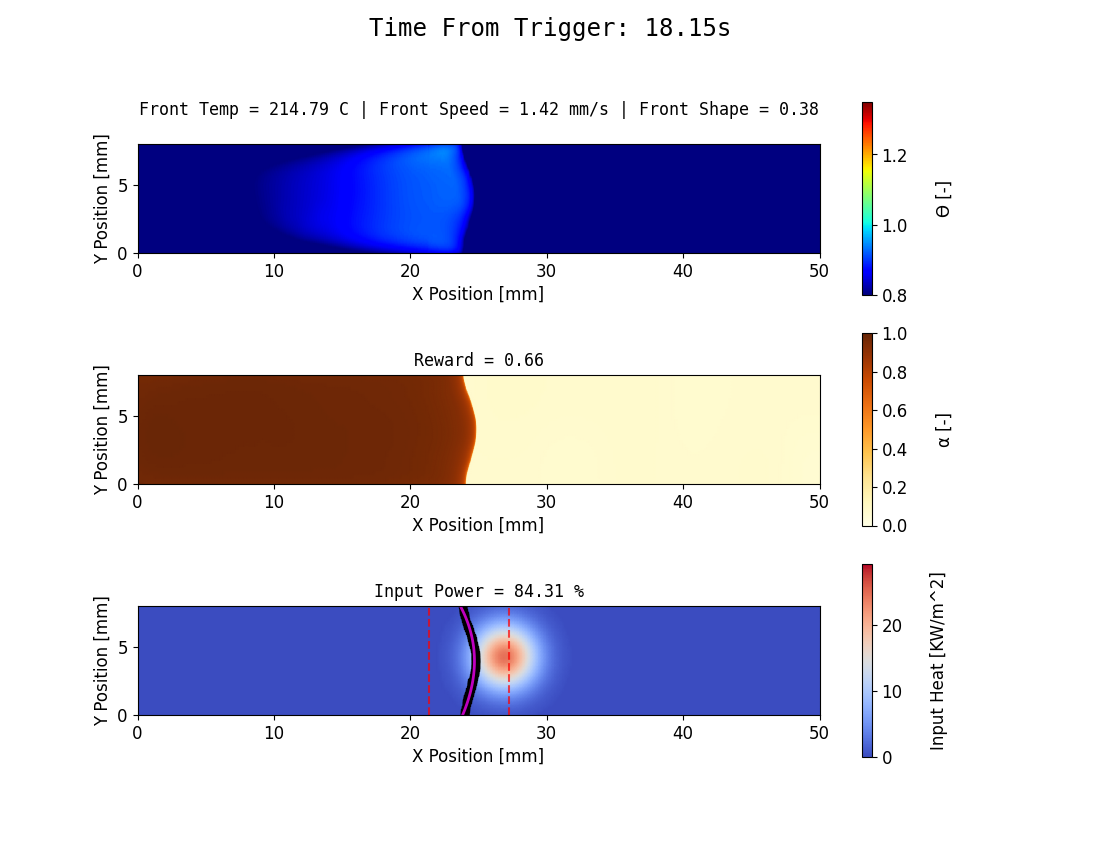 Time From Trigger: 18.15s
Front Temp = 214.79 C | Front Speed = 1.42 mm/s | Front Shape = 0.38
Y Position [mm]
5
0
0 10 20 30 40 50
X Position [mm]
1.2
1.0
0.8
Θ [-]
Reward = 0.66
Y Position [mm]
5
0
0 10 20 30 40 50
X Position [mm]
1.0
0.8
0.6
0.4
0.2
0.0
α [-]
Input Power = 84.31 %
Y Position [mm]
5
0
0 10 20 30 40 50
X Position [mm]
20
10
0
Input Heat [KW/m^2]